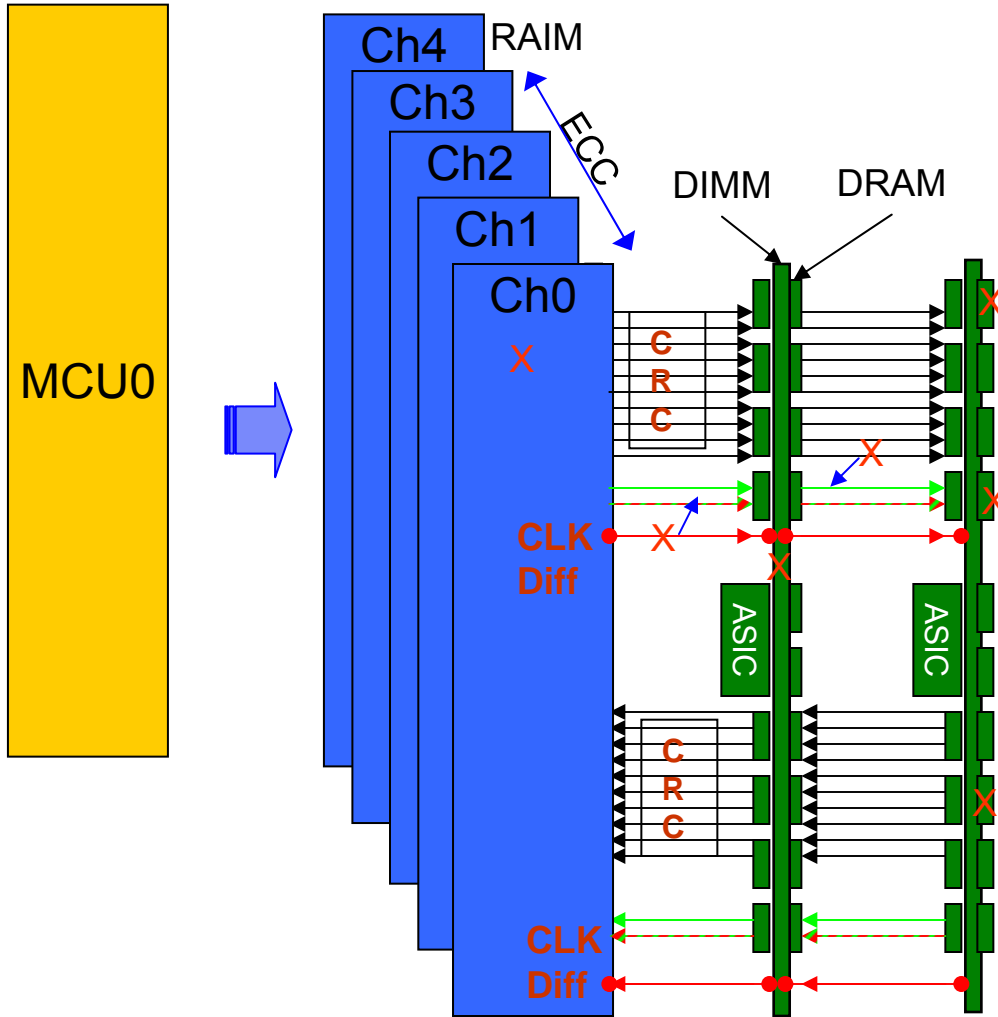 MCU0
Ch4
RAIM
Ch3
ECC
Ch2
Ch1
Ch0
DIMM
DRAM
X
X
C
R
C
X
X
X
CLK
X
Diff
ASIC
ASIC
C
R
C
X
CLK
Diff